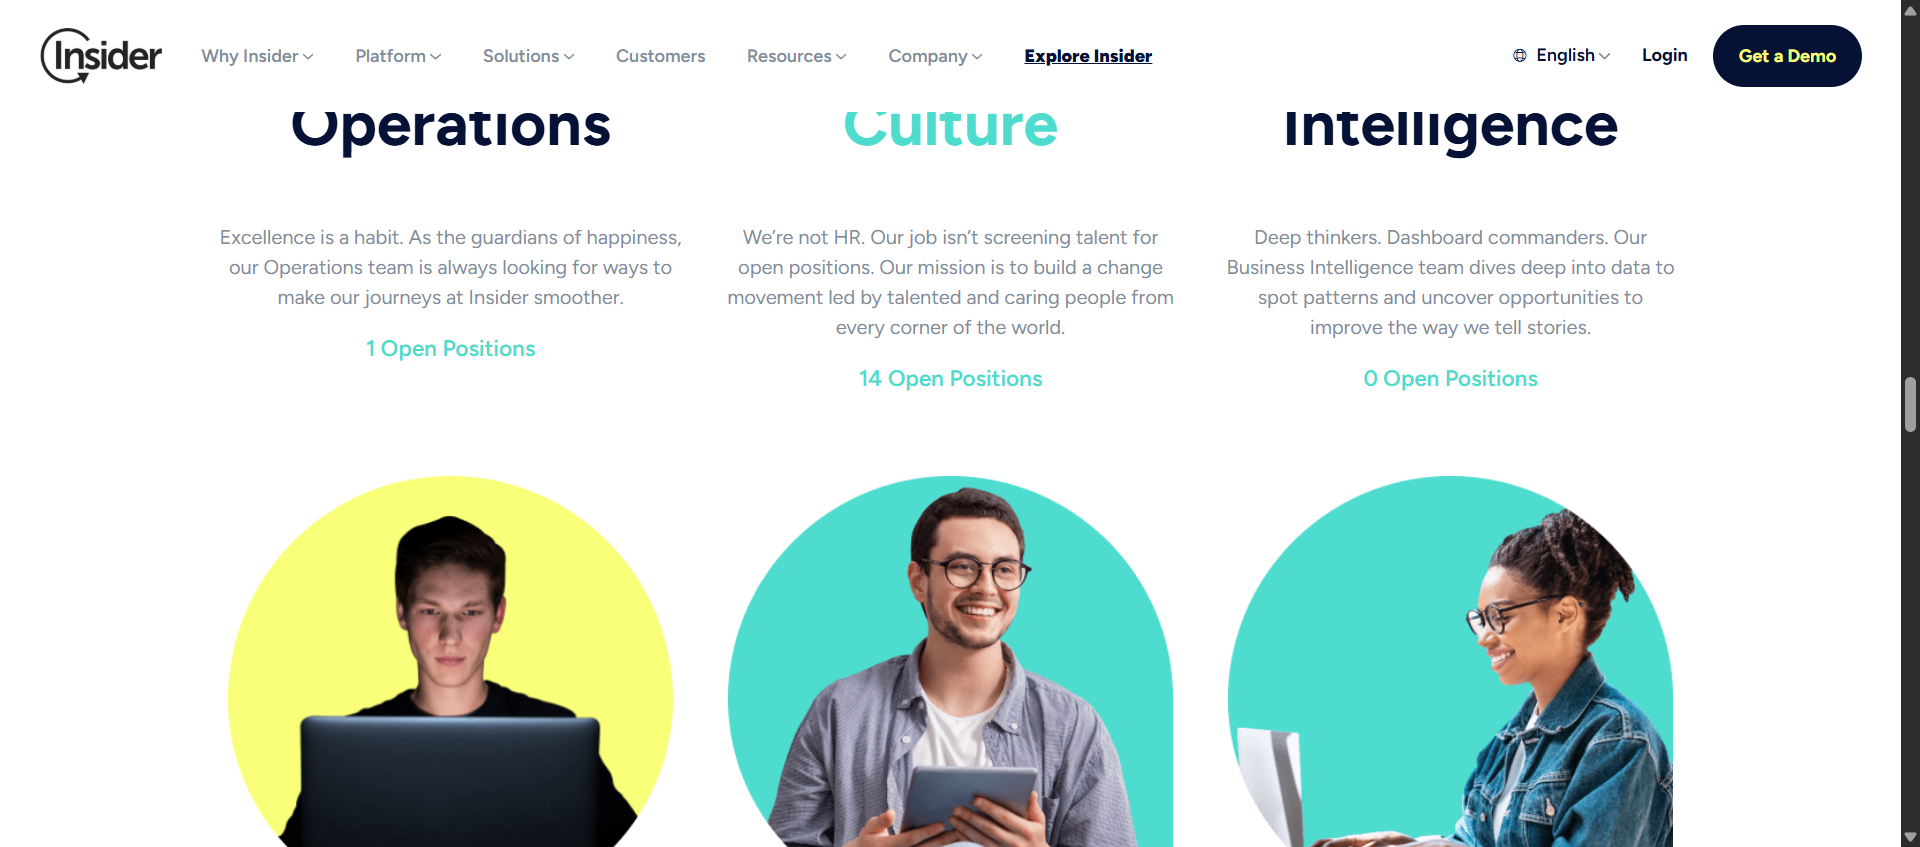 Insider
Why Insider
Platform
Solutions
Customers
Resources
Company
Explore Insider
English
Login
Get a Demo
Operations
Culture
Intelligence
Excellence is a habit. As the guardians of happiness,
our Operations team is always looking for ways to
make our journeys at Insider smoother.
1 Open Positions
We’re not HR. Our job isn’t screening talent for
open positions. Our mission is to build a change
movement led by talented and caring people from
every corner of the world.
14 Open Positions
Deep thinkers. Dashboard commanders. Our
Business Intelligence team dives deep into data to
spot patterns and uncover opportunities to
improve the way we tell stories.
0 Open Positions